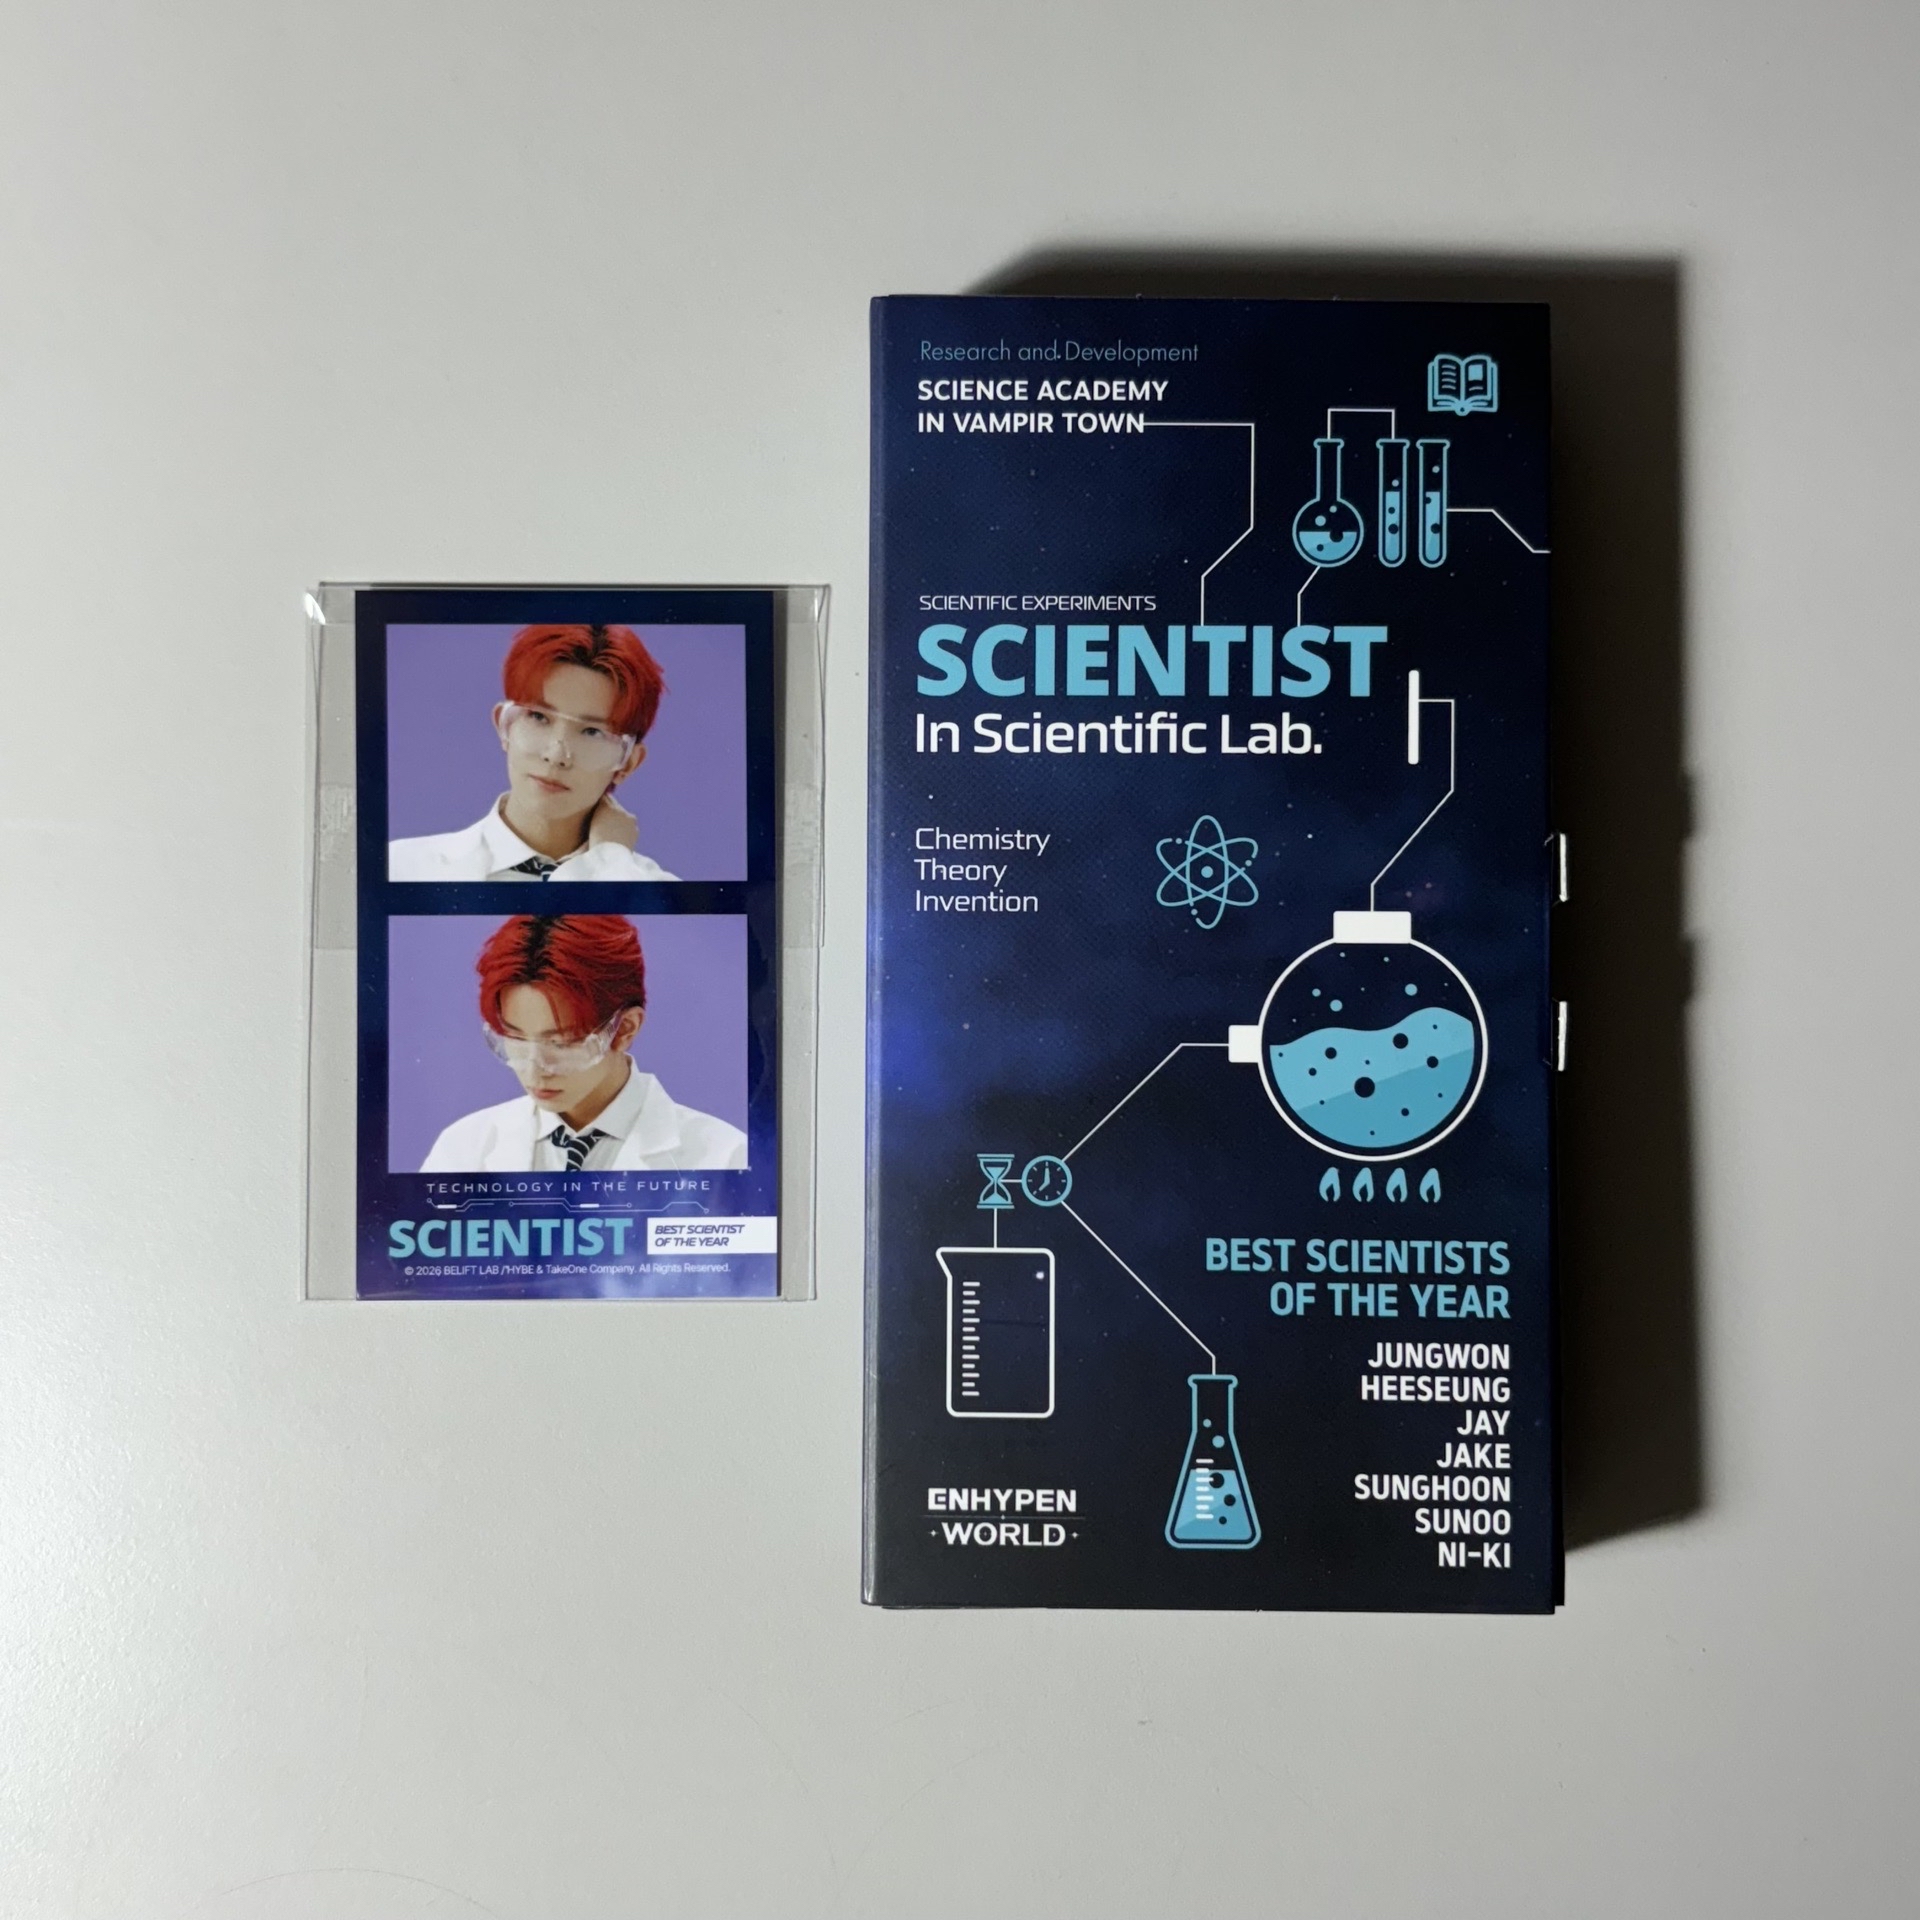 TECHNOLOGY IN THE FUTURE
SCIENTIST
BEST SCIENTIST
OF THE YEAR
© 2026 BELIFT LAB / HYBE & TakeOne Company. All Rights Reserved.
Research and Development
SCIENCE ACADEMY
IN VAMPIR TOWN
SCIENTIFIC EXPERIMENTS
SCIENTIST
In Scientific Lab.
Chemistry
Theory
Invention
BEST SCIENTISTS
OF THE YEAR
JUNGWON
HEESEUNG
JAY
JAKE
SUNGHOON
SUNOO
NI-KI
ENHYPEN
WORLD